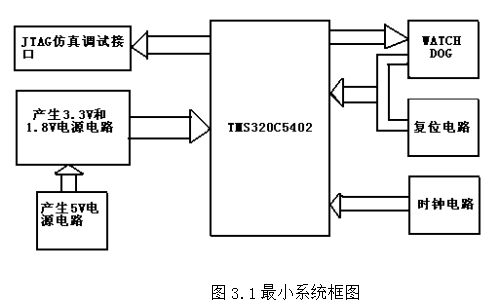 JTAG仿真调试接
口
WATCH
DOG
产生3.3V和
1.8V电源电路
TMS320C5402
复位电路
产生5V电
源电路
时钟电路
图 3.1最小系统框图